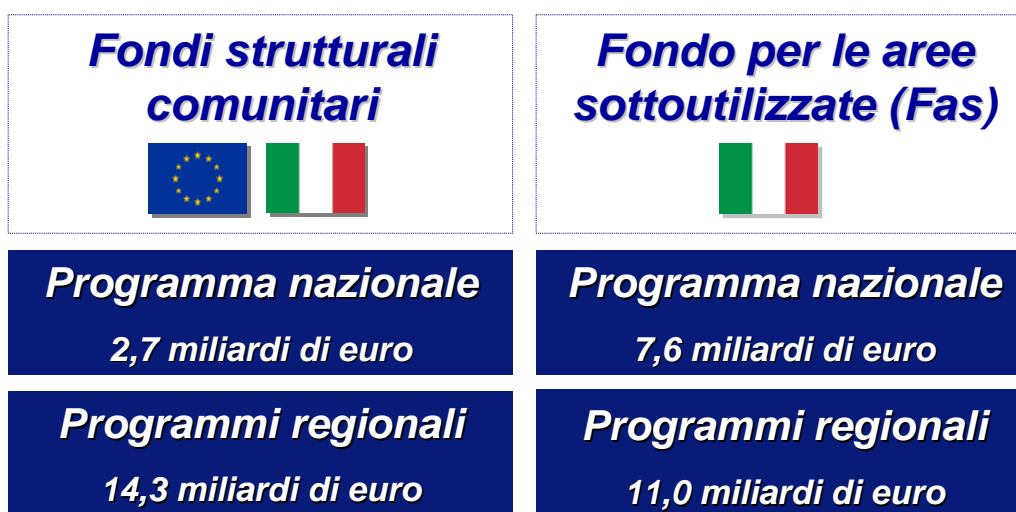 Fondi strutturali
comunitari
Programma nazionale
2,7 miliardi di euro
Programmi regionali
14,3 miliardi di euro
Fondo per le aree
sottoutilizzate (Fas)
Programma nazionale
7,6 miliardi di euro
Programmi regionali
11,0 miliardi di euro